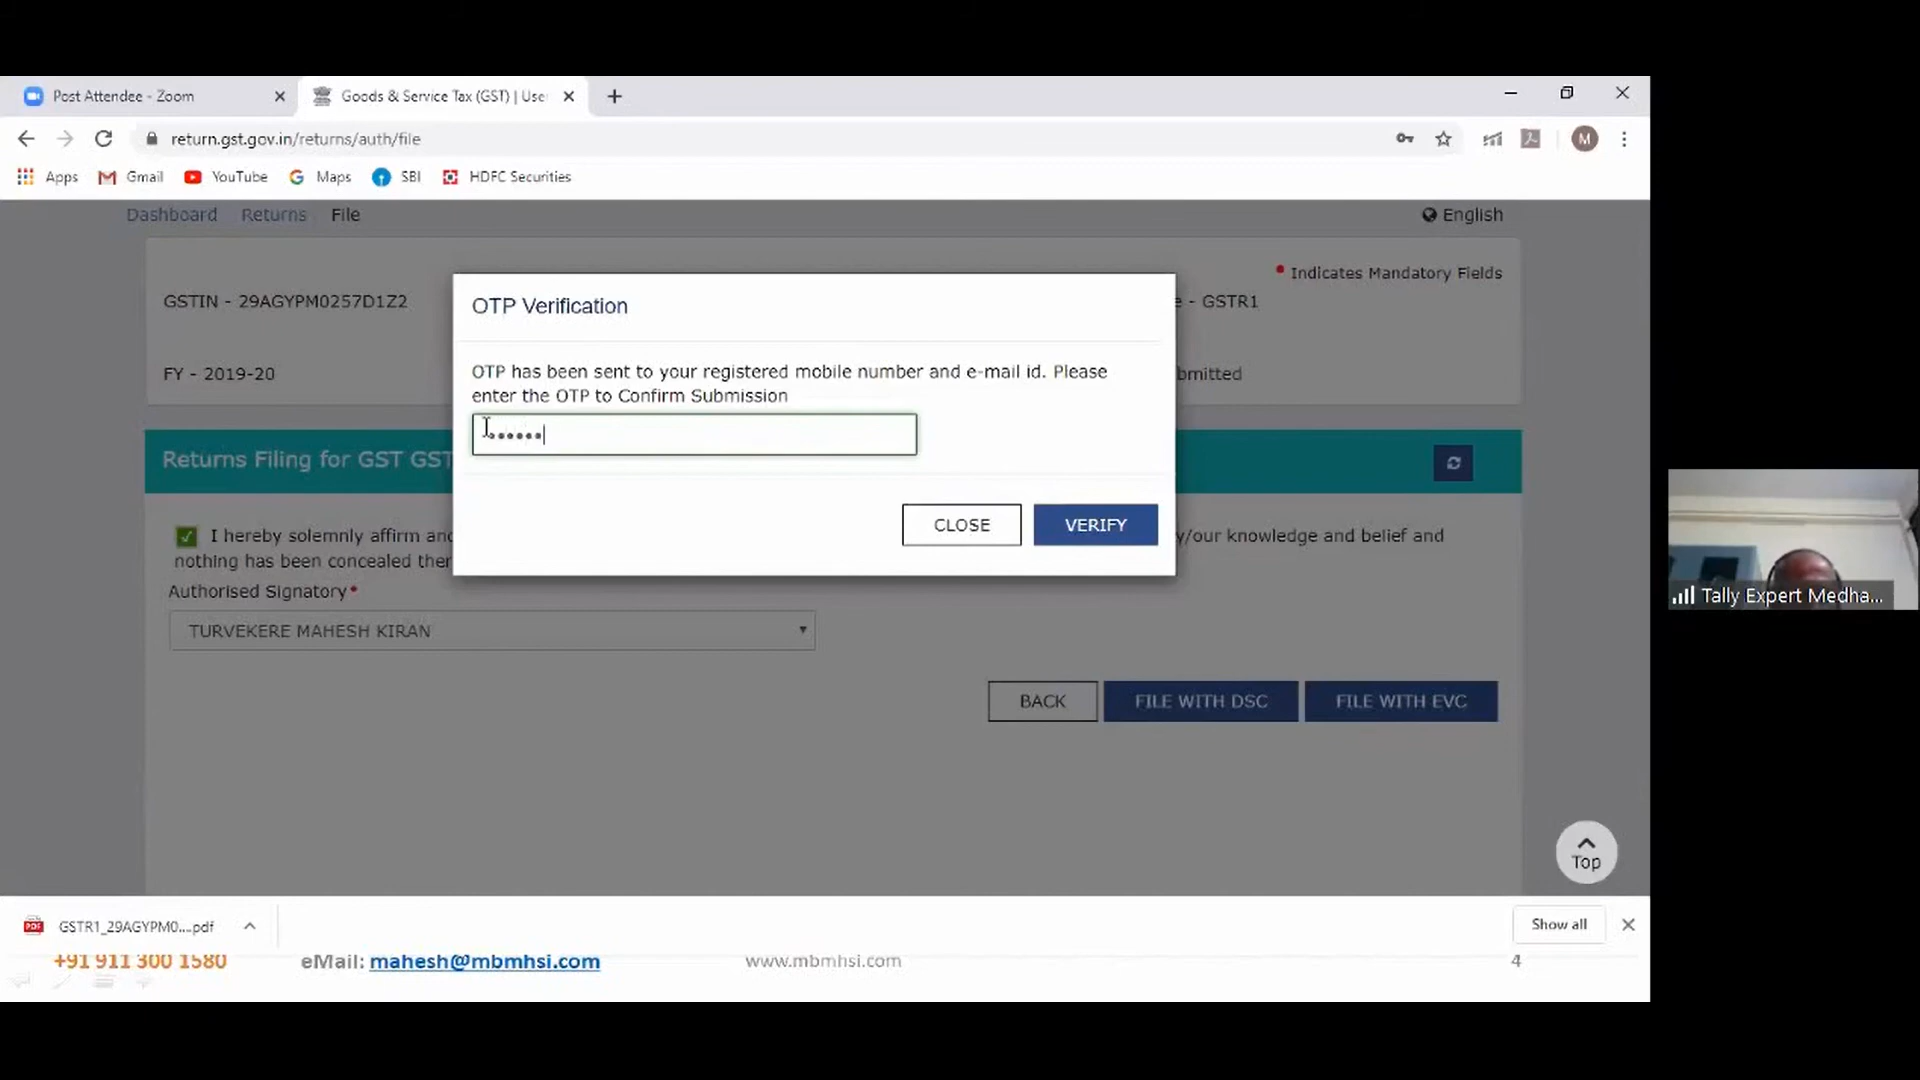 Post Attendee - Zoom
Goods & Service Tax (GST) | Use
return.gst.gov.in/returns/auth/file
M
Apps
Gmail
YouTube
Maps
SBI
HDFC Securities
Dashboard
Returns
File
English
Indicates Mandatory Fields
GSTIN - 29AGYPM0257D1Z2
e - GSTR1
FY - 2019-20
bmitted
OTP Verification
OTP has been sent to your registered mobile number and e-mail id. Please
enter the OTP to Confirm Submission
CLOSE
VERIFY
Returns Filing for GST GST
I hereby solemnly affirm and
y/our knowledge and belief and
nothing has been concealed ther
Authorised Signatory•
TURVEKERE MAHESH KIRAN
BACK
FILE WITH DSC
FILE WITH EVC
Top
Tally Expert Medha...
GSTR1_29AGYPM0....pdf
Show all
+91 911 300 1580
eMail: mahesh@mbmhsi.com
www.mbmhsi.com
4